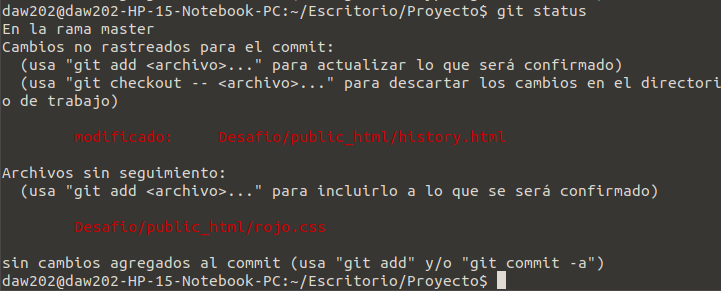 daw202@daw202-HP-15-Notebook-PC:~/Escritorio/Proyecto$ git status
En la rama master
Cambios no rastreados para el commit:
  (usa "git add <archivo>..." para actualizar lo que será confirmado)
  (usa "git checkout -- <archivo>..." para descartar los cambios en el directori
o de trabajo)
        modificado:     Desafio/public_html/history.html
Archivos sin seguimiento:
  (usa "git add <archivo>..." para incluirlo a lo que se será confirmado)
        Desafio/public_html/rojo.css
sin cambios agregados al commit (usa "git add" y/o "git commit -a")
daw202@daw202-HP-15-Notebook-PC:~/Escritorio/Proyecto$